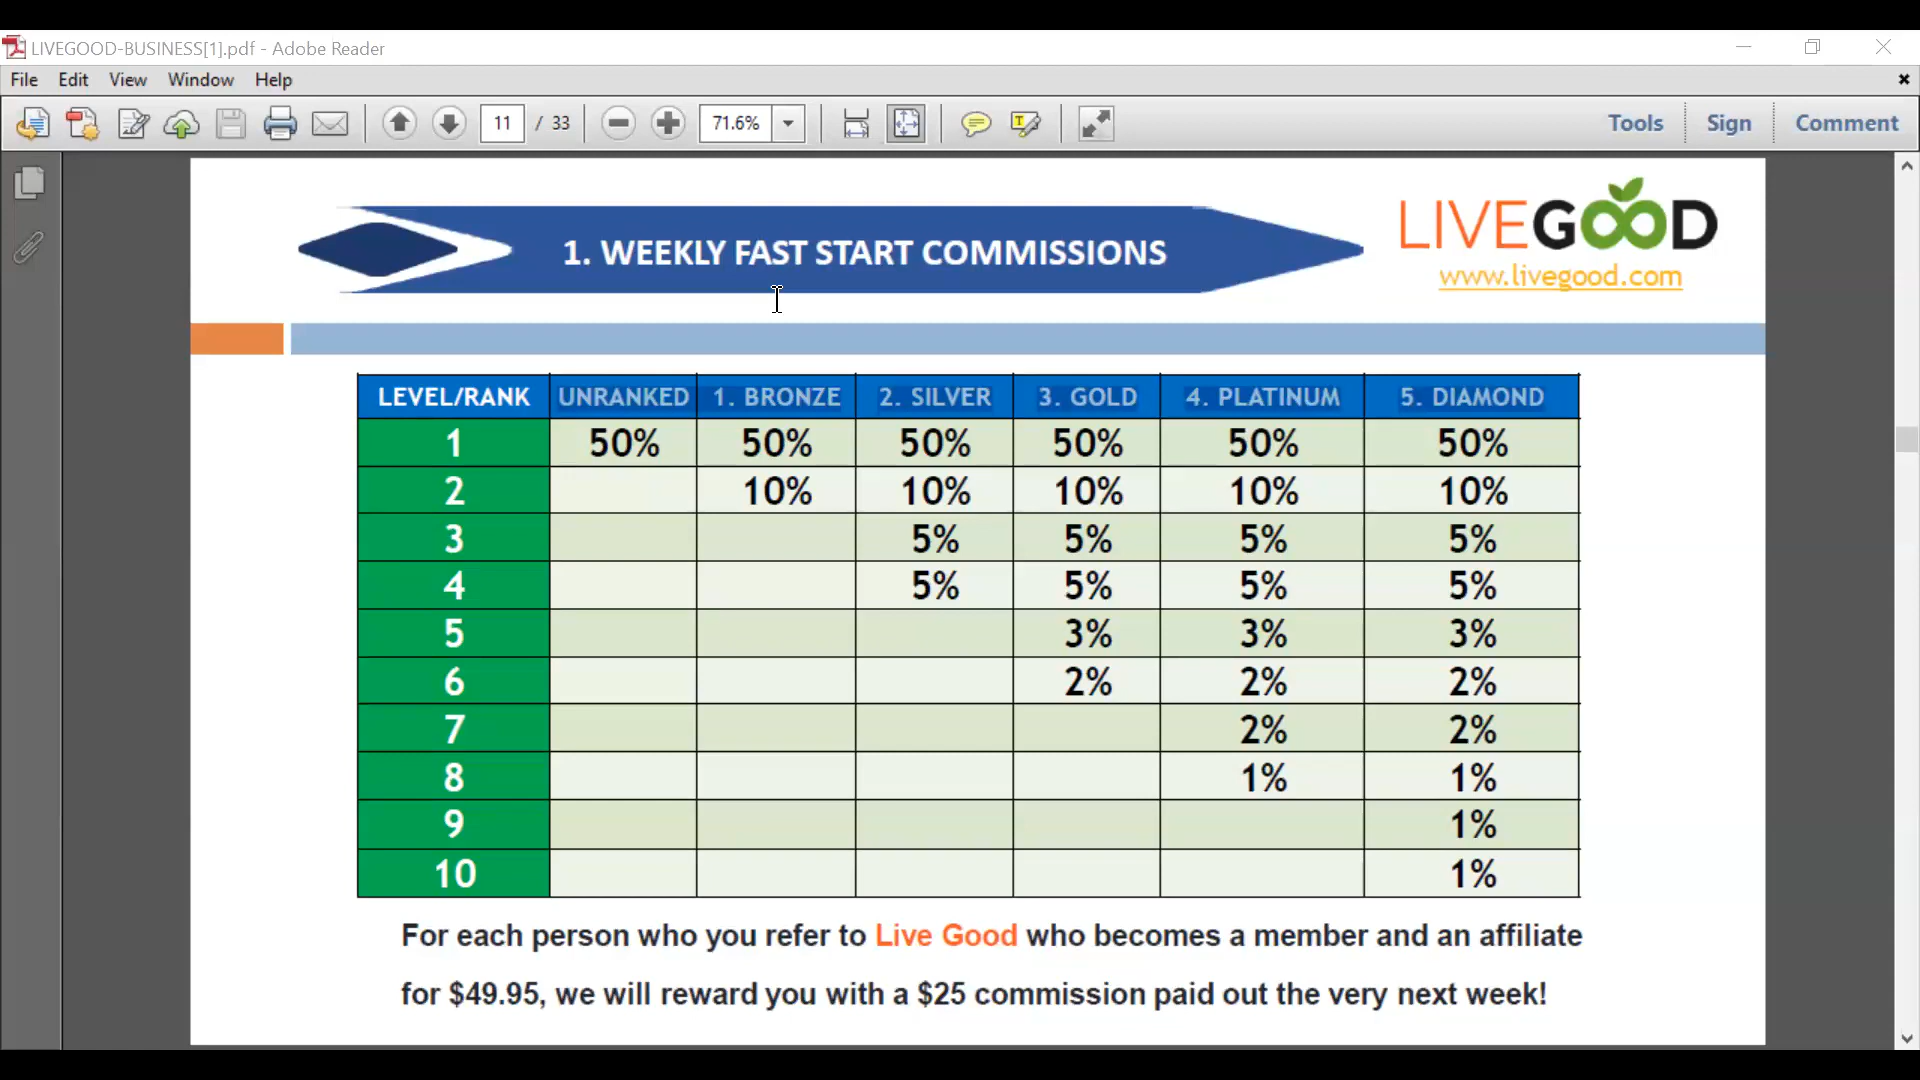 LIVEGOOD-BUSINESS[1].pdf - Adobe Reader
File Edit View Window Help
11 / 33 71.6% Tools Sign Comment
1. WEEKLY FAST START COMMISSIONS
LIVEGOOD
www.livegood.com
LEVEL/RANK UNRANKED 1. BRONZE 2. SILVER 3. GOLD 4. PLATINUM 5. DIAMOND
1 50% 50% 50% 50% 50% 50%
2 10% 10% 10% 10% 10%
3 5% 5% 5% 5%
4 5% 5% 5% 5%
5 3% 3% 3%
6 2% 2% 2%
7 2% 2%
8 1% 1%
9 1%
10 1%
For each person who you refer to Live Good who becomes a member and an affiliate
for $49.95, we will reward you with a $25 commission paid out the very next week!